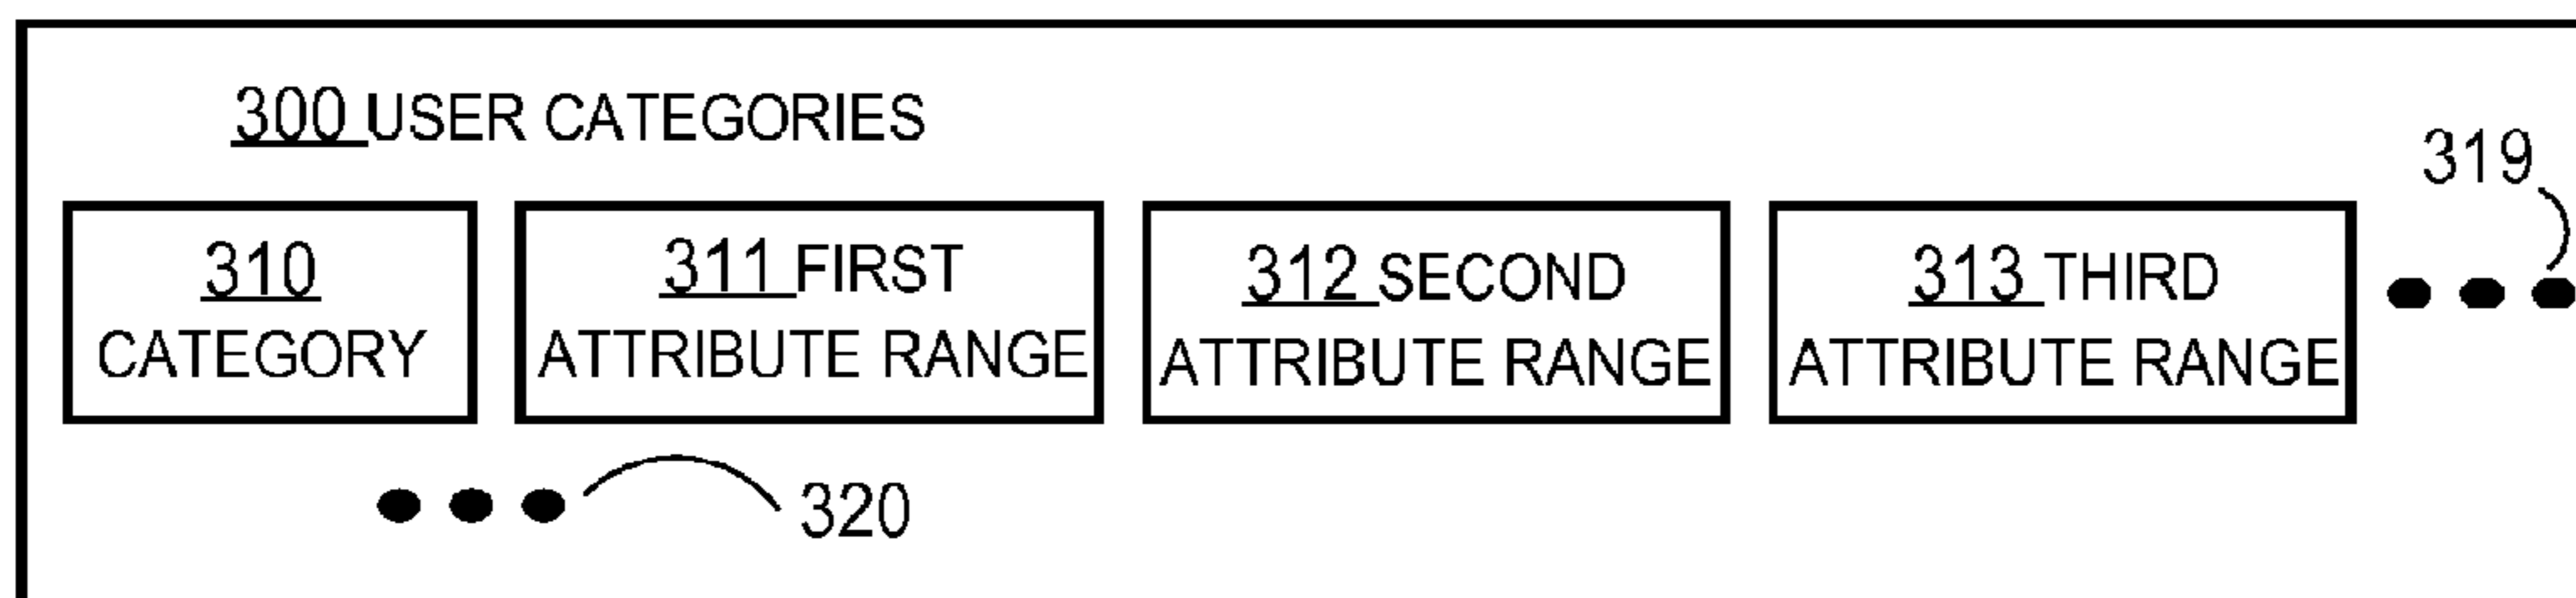 300 USER CATEGORIES
319
310
CATEGORY
311 FIRST
ATTRIBUTE RANGE
312 SECOND
ATTRIBUTE RANGE
313 THIRD
ATTRIBUTE RANGE
320